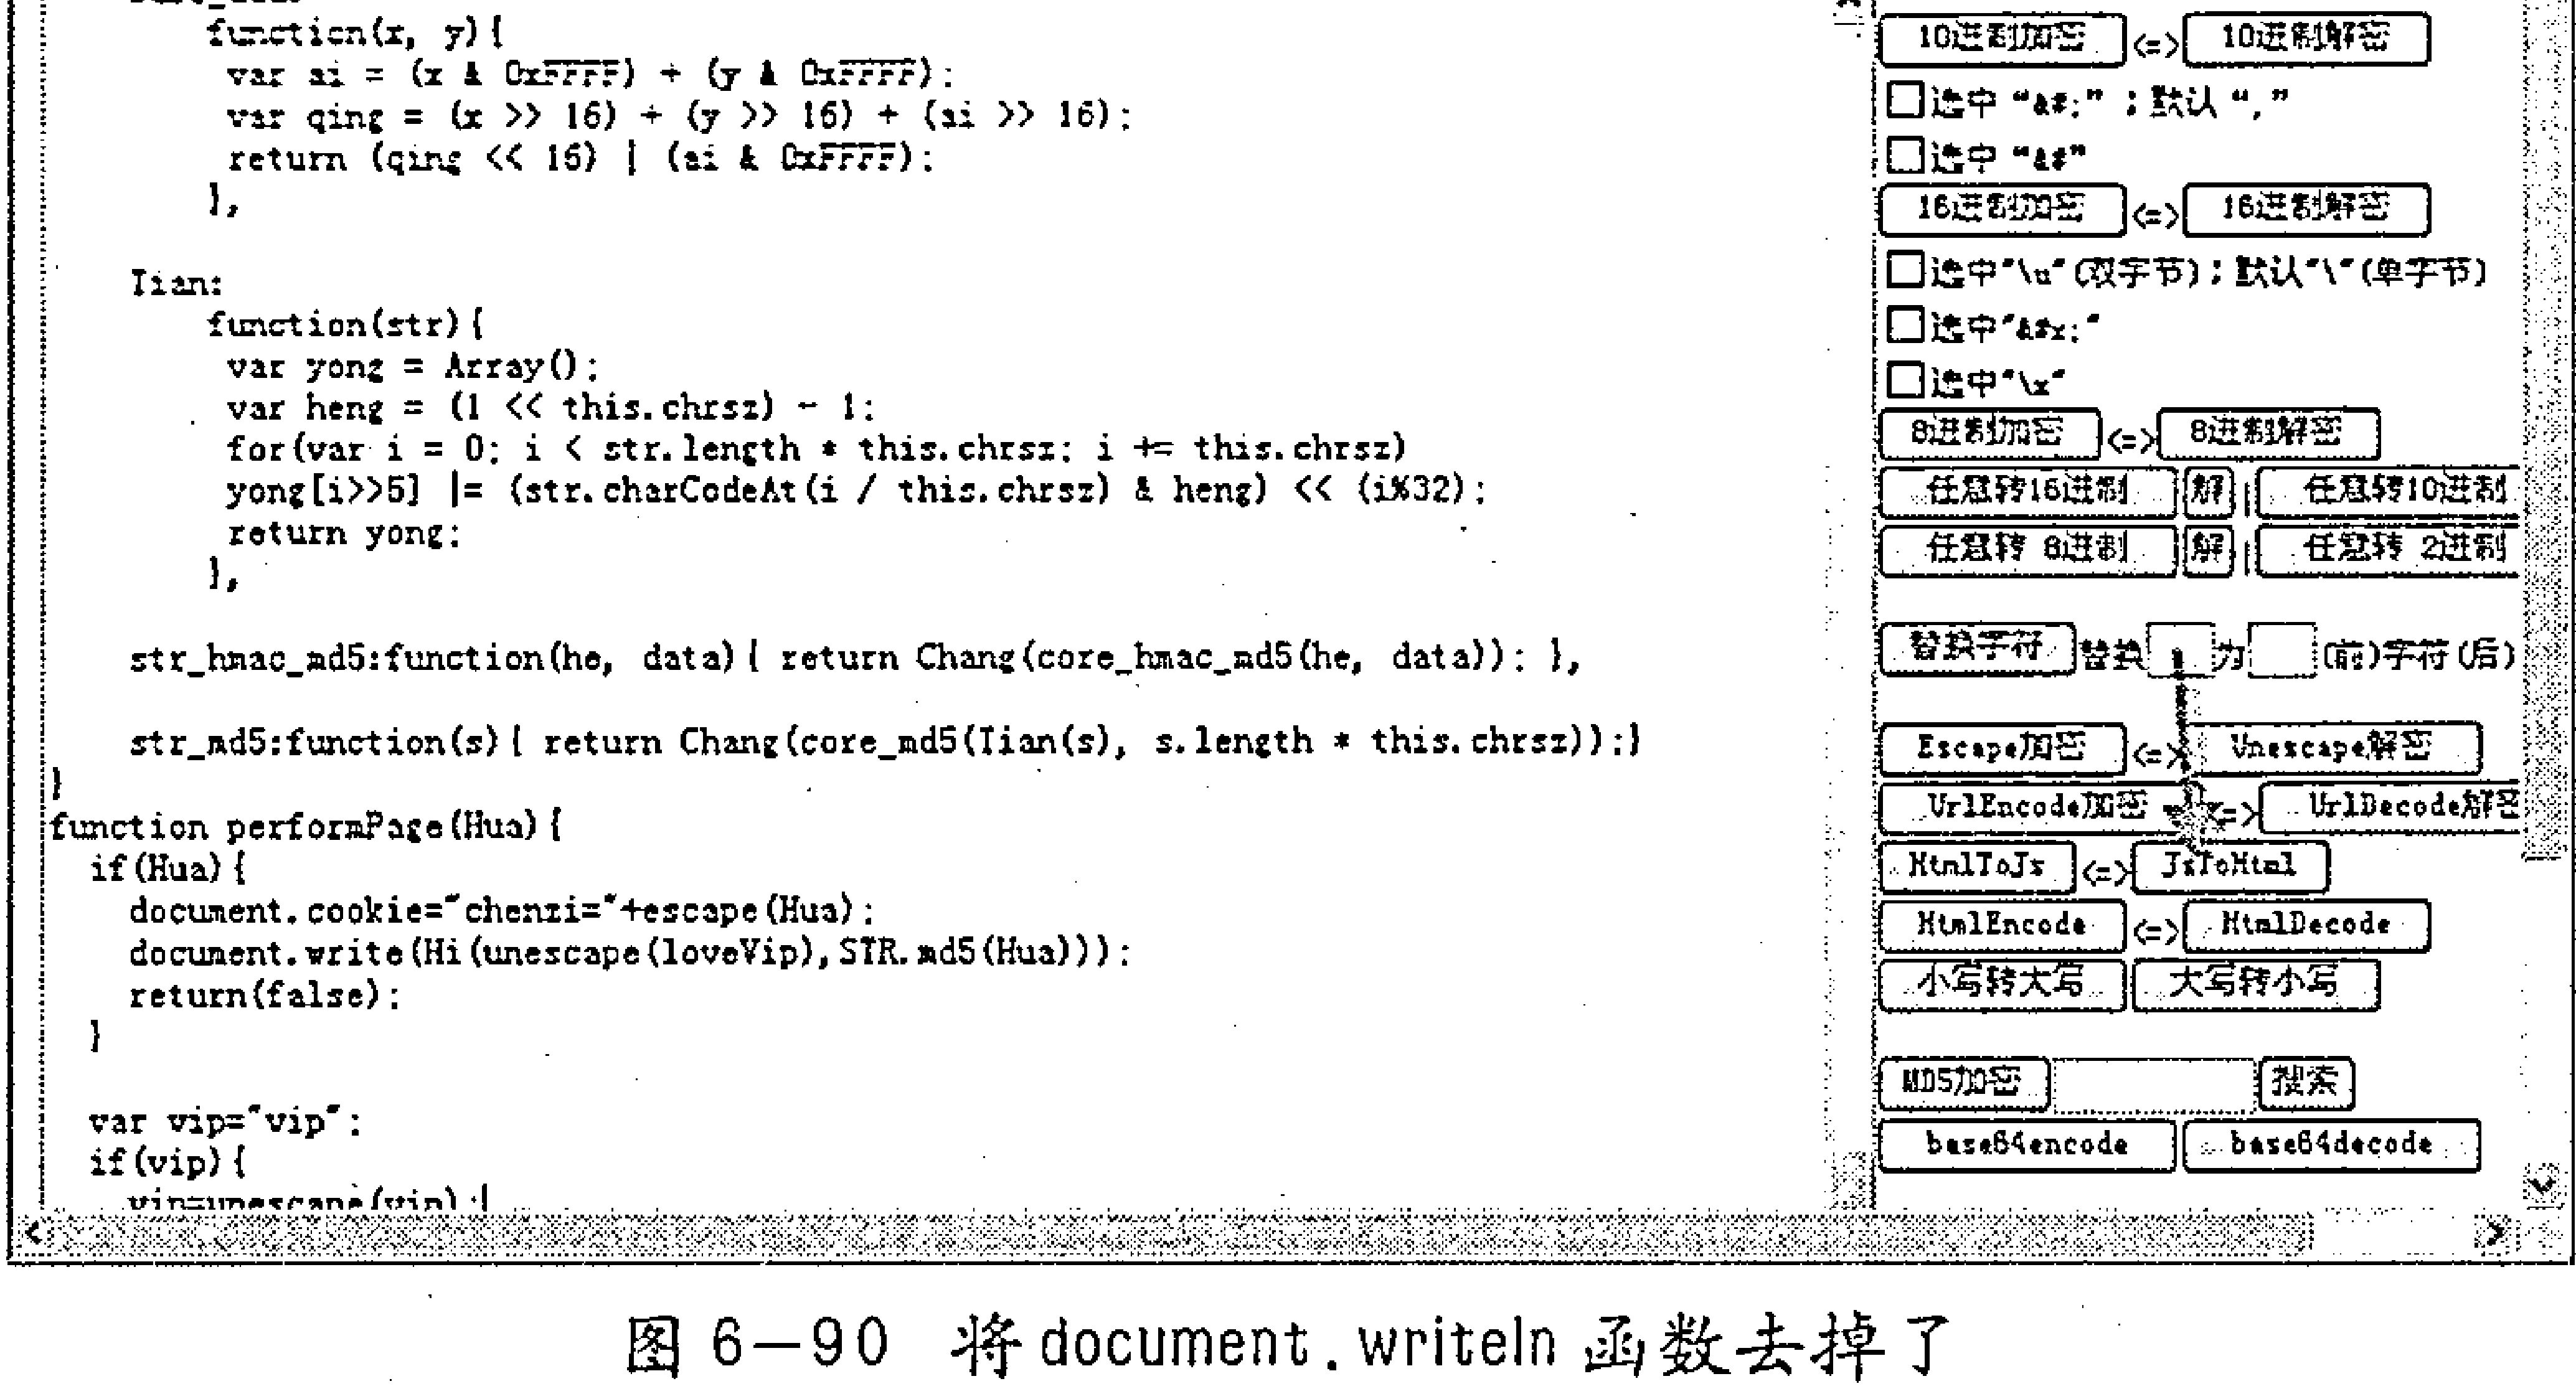 function(x, y){
var ai = (x & 0xFFFF) + (y & 0xFFFF);
var qing = (x >> 16) + (y >> 16) + (ai >> 16);
return (qing << 16) | (ai & 0xFFFF);
},
Tian:
function(str){
var yong = Array();
var heng = (1 << this.chrsz) - 1;
for(var i = 0; i < str.length * this.chrsz; i += this.chrsz)
yong[i>>5] |= (str.charCodeAt(i / this.chrsz) & heng) << (i%32);
return yong;
},
str_hmac_md5:function(he, data){ return Chang(core_hmac_md5(he, data)); },
str_md5:function(s){ return Chang(core_md5(Tian(s), s.length * this.chrsz));}
}
function performPage(Hua){
if(Hua){
document.cookie="chenzi="+escape(Hua);
document.write(Hi(unescape(loveVip),STR.md5(Hua)));
return(false);
}
var vip="vip";
if(vip){
vip=unescape(vip);
10进制加密 <=> 10进制解密
选中 “&#;” ；默认 “,”
选中 “&#”
16进制加密 <=> 16进制解密
选中"\u"(双字节)；默认"\"(单字节)
选中"&#x;"
选中"\x"
8进制加密 <=> 8进制解密
任意转16进制 解 | 任意转10进制
任意转 8进制 解 | 任意转 2进制
替换字符 替换 为 (前)字符(后)
Escape加密 <=> Unescape解密
UrlEncode加密 <=> UrlDecode解密
HtmlToJs <=> JsToHtml
HtmlEncode <=> HtmlDecode
小写转大写 大写转小写
MD5加密 搜索
base64encode base64decode
图 6-90 将 document.writeln 函数去掉了